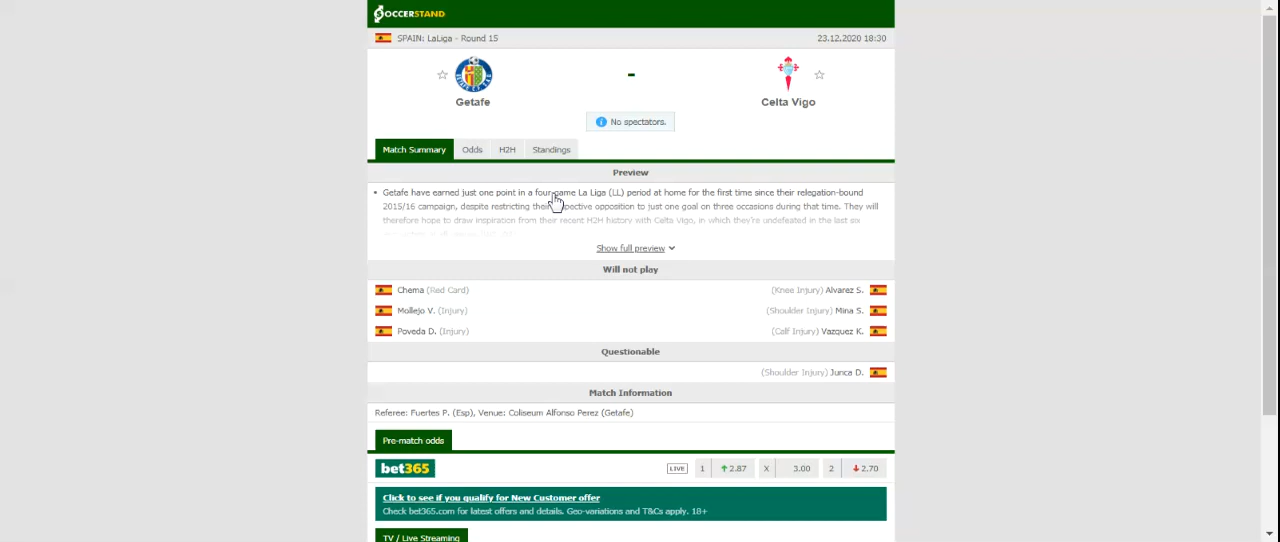 SOCCERSTAND
SPAIN: LaLiga - Round 15
23.12.2020 18:30
-
Getafe
Celta Vigo
No spectators.
Match Summary
Odds
H2H
Standings
Preview
Getafe have earned just one point in a four-game La Liga (LL) period at home for the first time since their relegation-bound
2015/16 campaign, despite restricting their respective opposition to just one goal on three occasions during that time. They will
therefore hope to draw inspiration from their recent H2H history with Celta Vigo, in which they're undefeated in the last six
Show full preview
Will not play
Chema (Red Card)
(Knee Injury) Alvarez S.
Mollejo V. (Injury)
(Shoulder Injury) Mina S.
Poveda D. (Injury)
(Calf Injury) Vazquez K.
Questionable
(Shoulder Injury) Junca D.
Match Information
Referee: Fuertes P. (Esp), Venue: Coliseum Alfonso Perez (Getafe)
Pre-match odds
bet365
LIVE
1 2.87
X 3.00
2 2.70
Click to see if you qualify for New Customer offer
Check bet365.com for latest offers and details. Geo-variations and T&Cs apply. 18+
TV / Live Streaming